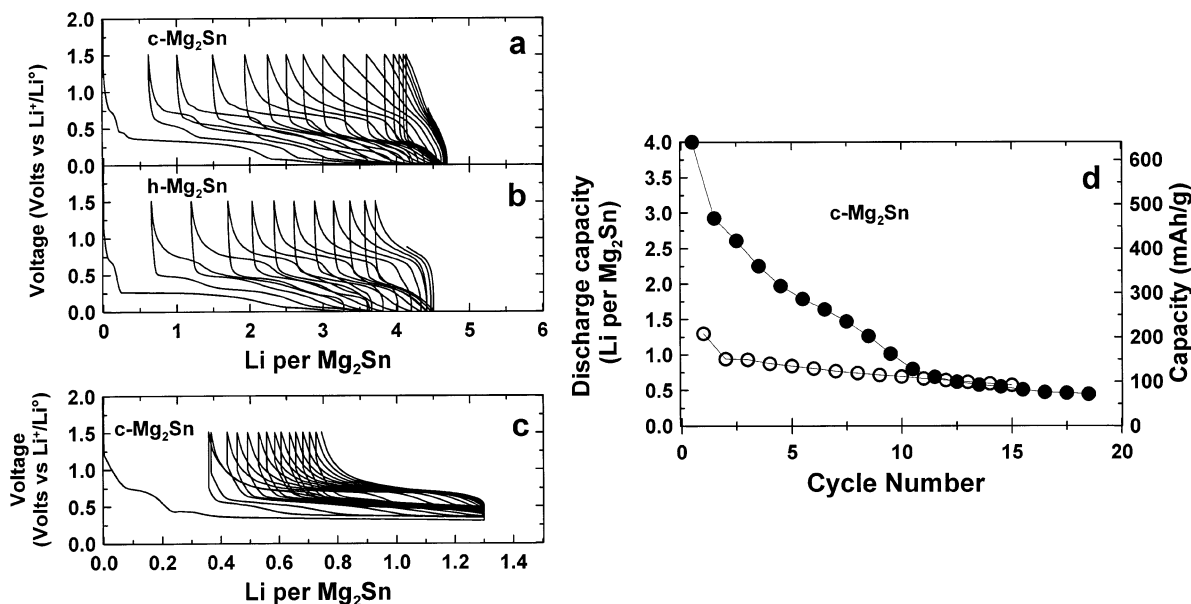 2.0
1.5
1.0
0.5
0.0
c-Mg₂Sn
a
2.0
1.5
1.0
0.5
0.0
h-Mg₂Sn
b
0 1 2 3 4 5 6
Li per Mg₂Sn
Voltage (Volts vs Li⁺/Li°)
2.0
1.5
1.0
0.5
0.0
c-Mg₂Sn
c
0.0 0.2 0.4 0.6 0.8 1.0 1.2 1.4
Li per Mg₂Sn
Voltage
(Volts vs Li⁺/Li°)
4.0
3.5
3.0
2.5
2.0
1.5
1.0
0.5
0.0
Discharge capacity
(Li per Mg₂Sn)
c-Mg₂Sn
d
600
500
400
300
200
100
0
Capacity (mAh/g)
0 5 10 15 20
Cycle Number